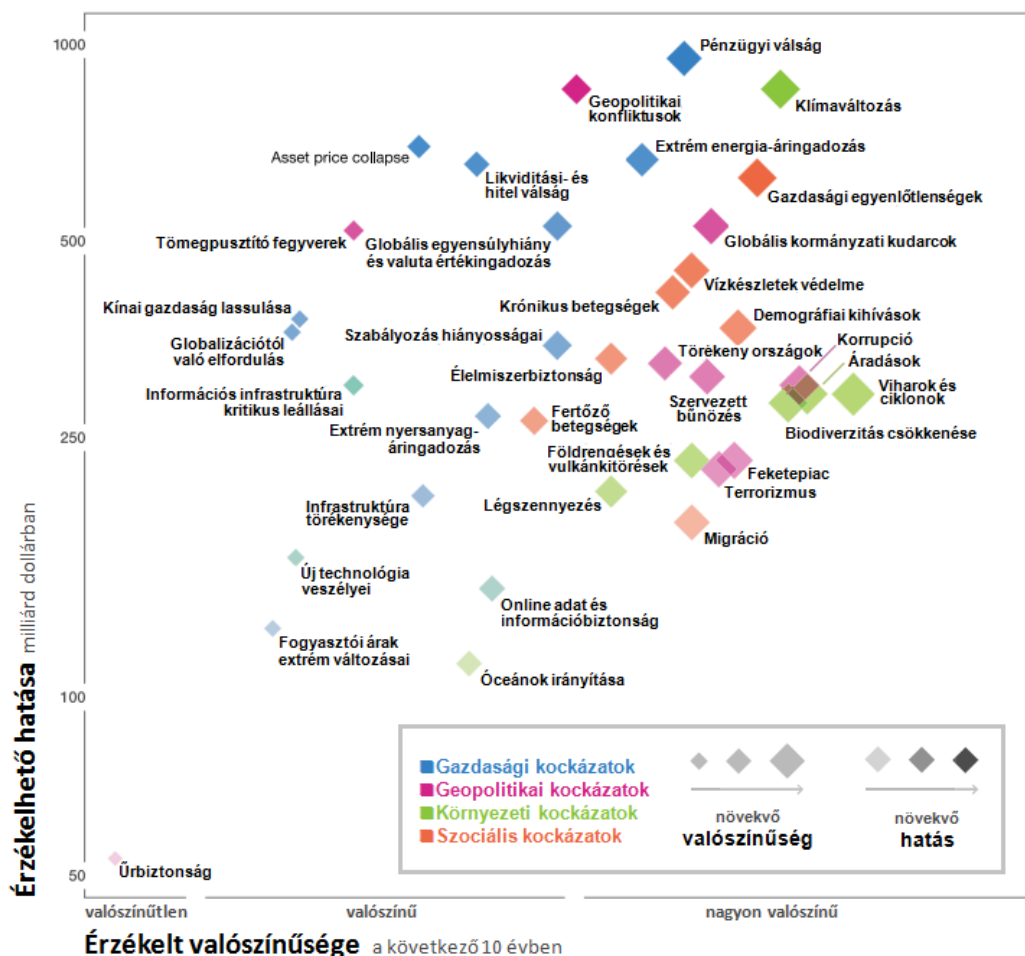 1000
Pénzügyi válság
Geopolitikai
konfliktusok
Klímaváltozás
Asset price collapse
Extrém energia-áringadozás
Likviditási- és
hitel válság
Gazdasági egyenlőtlenségek
500
Tömegpusztító fegyverek
Globális egyensúlyhiány
és valuta értékingadozás
Globális kormányzati kudarcok
Vízkészletek védelme
Krónikus betegségek
Kínai gazdaság lassulása
Globalizációtól
való elfordulás
Szabályozás hiányosságai
Demográfiai kihívások
Korrupció
Törékeny országok
Áradások
Élelmiszerbiztonság
Információs infrastruktúra
kritikus leállásai
Szervezett
bűnözés
Viharok és
ciklonok
Extrém nyersanyag-
áringadozás
Fertőző
betegségek
Biodiverzitás csökkenése
250
Földrengések és
vulkánkitörések
Feketepiac
Terrorizmus
Infrastruktúra
törékenysége
Légszennyezés
Migráció
Új technológia
veszélyei
Online adat és
információbiztonság
Fogyasztói árak
extrém változásai
Óceánok irányítása
100
Gazdasági kockázatok
Geopolitikai kockázatok
Környezeti kockázatok
Szociális kockázatok
növekvő
valószínűség
növekvő
hatás
Űrbiztonság
50
Érzékelhető hatása milliárd dollárban
valószínűtlen
valószínű
nagyon valószínű
Érzékelt valószínűsége a következő 10 évben